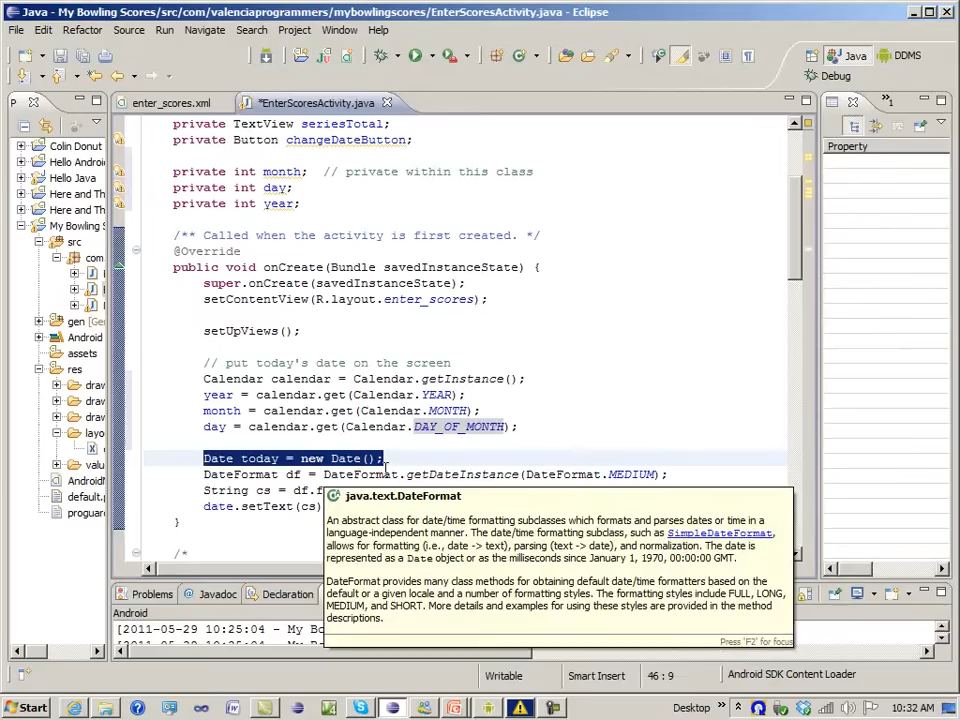 Java - My Bowling Scores/src/com/valenciaprogrammers/mybowlingscores/EnterScoresActivity.java - Eclipse
File Edit Refactor Source Run Navigate Search Project Window Help
Java DDMS
Debug
P enter_scores.xml *EnterScoresActivity.java »1
Property
Colin Donut
Hello Androi
Hello Java
Here and Th
Here and Th
My Bowling S
src
com.
gen [Ge
Android
assets
res
draw
draw
draw
layo
valu
AndroidM
default.p
proguar
private TextView seriesTotal;
private Button changeDateButton;
private int month;  // private within this class
private int day;
private int year;
/** Called when the activity is first created. */
@Override
public void onCreate(Bundle savedInstanceState) {
super.onCreate(savedInstanceState);
setContentView(R.layout.enter_scores);
setUpViews();
// put today's date on the screen
Calendar calendar = Calendar.getInstance();
year = calendar.get(Calendar.YEAR);
month = calendar.get(Calendar.MONTH);
day = calendar.get(Calendar.DAY_OF_MONTH);
Date today = new Date();
DateFormat df = DateFormat.getDateInstance(DateFormat.MEDIUM);
String cs = df.f
date.setText(cs)
}
/*
java.text.DateFormat
An abstract class for date/time formatting subclasses which formats and parses dates or time in a
language-independent manner. The date/time formatting subclass, such as SimpleDateFormat,
allows for formatting (i.e., date -> text), parsing (text -> date), and normalization. The date is
represented as a Date object or as the milliseconds since January 1, 1970, 00:00:00 GMT.
DateFormat provides many class methods for obtaining default date/time formatters based on the
default or a given locale and a number of formatting styles. The formatting styles include FULL, LONG,
MEDIUM, and SHORT. More details and examples for using these styles are provided in the method
descriptions.
Press 'F2' for focus
Problems @ Javadoc Declaration
Android
[2011-05-29 10:25:04 - My Bo
[2011-05-29 10:25:04 - My Bo
Writable Smart Insert 46 : 9 Android SDK Content Loader
Start Desktop » 10:32 AM